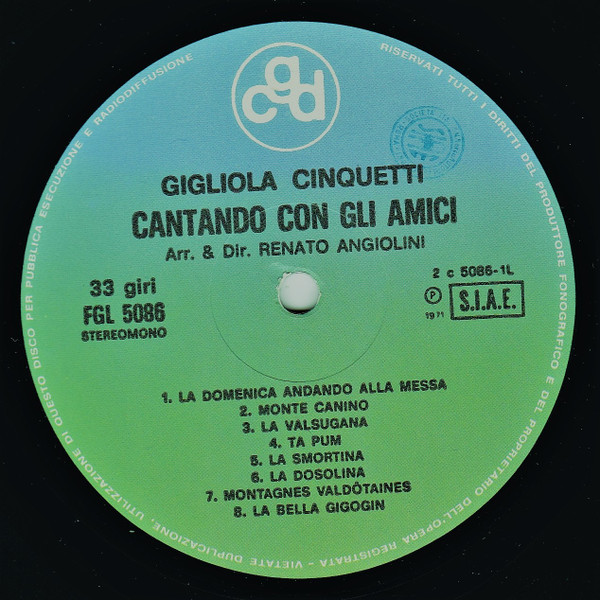 cgd
GIGLIOLA CINQUETTI
CANTANDO CON GLI AMICI
Arr. & Dir. RENATO ANGIOLINI
33 giri
FGL 5086
STEREOMONO
2 c 5086-1L
P
1971
S.I.A.E.
1. LA DOMENICA ANDANDO ALLA MESSA
2. MONTE CANINO
3. LA VALSUGANA
4. TA PUM
5. LA SMORTINA
6. LA DOSOLINA
7. MONTAGNES VALDÔTAINES
8. LA BELLA GIGOGIN
RISERVATI TUTTI I DIRITTI DEL PRODUTTORE FONOGRAFICO E DEL PROPRIETARIO DELL'OPERA REGISTRATA - VIETATE DUPLICAZIONE, UTILIZZAZIONE DI QUESTO DISCO PER PUBBLICA ESECUZIONE E RADIODIFFUSIONE